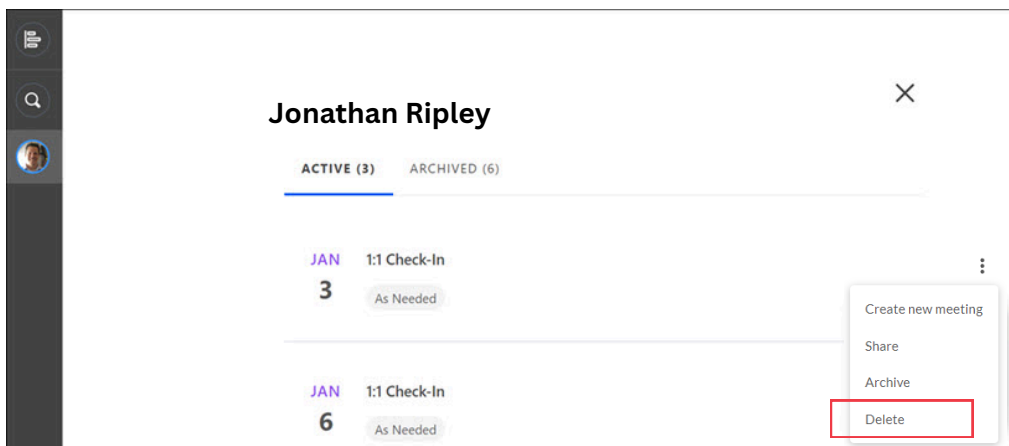 Jonathan Ripley
ACTIVE (3) ARCHIVED (6)
JAN 1:1 Check-In
3 As Needed
Create new meeting
Share
Archive
JAN 1:1 Check-In
Delete
6 As Needed